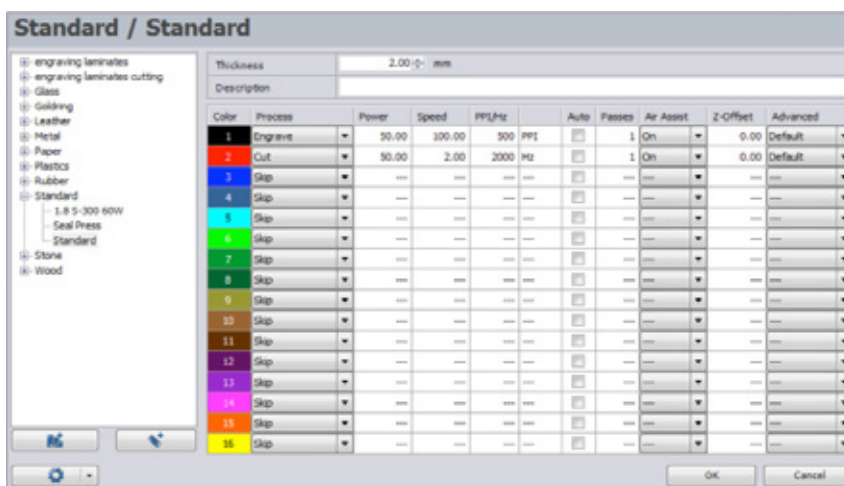 Standard / Standard
engraving laminates
engraving laminates cutting
Glass
Goldring
Leather
Metal
Paper
Plastics
Rubber
Standard
1.8 S-300 60W
Seal Press
Standard
Stone
Wood
Thickness 2.00 mm
Description
Color Process Power Speed PPI/Hz Auto Passes Air Assist Z-Offset Advanced
1 Engrave 50.00 100.00 500 PPI 1 On 0.00 Default
2 Cut 50.00 2.00 2000 Hz 1 On 0.00 Default
3 Skip --- --- --- --- --- --- --- ---
4 Skip --- --- --- --- --- --- --- ---
5 Skip --- --- --- --- --- --- --- ---
6 Skip --- --- --- --- --- --- --- ---
7 Skip --- --- --- --- --- --- --- ---
8 Skip --- --- --- --- --- --- --- ---
9 Skip --- --- --- --- --- --- --- ---
10 Skip --- --- --- --- --- --- --- ---
11 Skip --- --- --- --- --- --- --- ---
12 Skip --- --- --- --- --- --- --- ---
13 Skip --- --- --- --- --- --- --- ---
14 Skip --- --- --- --- --- --- --- ---
15 Skip --- --- --- --- --- --- --- ---
16 Skip --- --- --- --- --- --- --- ---
OK Cancel